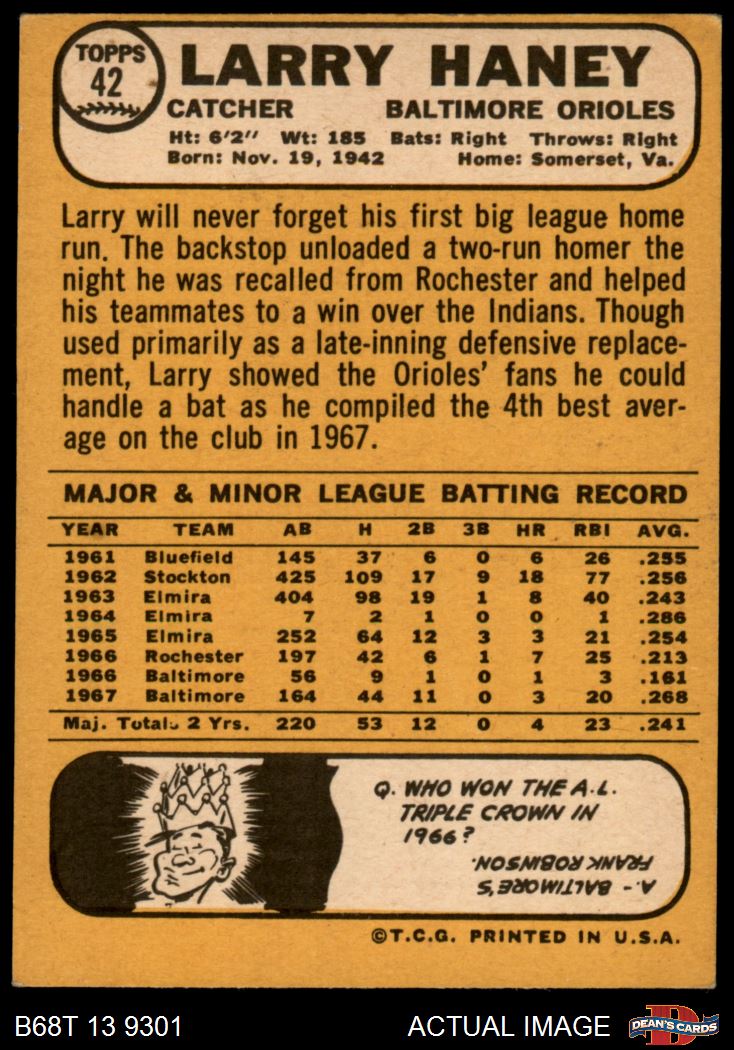 TOPPS
42
LARRY HANEY
CATCHER BALTIMORE ORIOLES
Ht: 6'2" Wt: 185 Bats: Right Throws: Right
Born: Nov. 19, 1942 Home: Somerset, Va.
Larry will never forget his first big league home
run. The backstop unloaded a two-run homer the
night he was recalled from Rochester and helped
his teammates to a win over the Indians. Though
used primarily as a late-inning defensive replace-
ment, Larry showed the Orioles' fans he could
handle a bat as he compiled the 4th best aver-
age on the club in 1967.
MAJOR & MINOR LEAGUE BATTING RECORD
YEAR TEAM AB H 2B 3B HR RBI AVG.
1961 Bluefield 145 37 6 0 6 26 .255
1962 Stockton 425 109 17 9 18 77 .256
1963 Elmira 404 98 19 1 8 40 .243
1964 Elmira 7 2 1 0 0 1 .286
1965 Elmira 252 64 12 3 3 21 .254
1966 Rochester 197 42 6 1 7 25 .213
1966 Baltimore 56 9 1 0 1 3 .161
1967 Baltimore 164 44 11 0 3 20 .268
Maj. Totals 2 Yrs. 220 53 12 0 4 23 .241
Q. WHO WON THE A.L.
TRIPLE CROWN IN
1966?
A. - BALTIMORE'S
FRANK ROBINSON.
©T.C.G. PRINTED IN U.S.A.
B68T 13 9301 ACTUAL IMAGE
D
DEAN'S CARDS